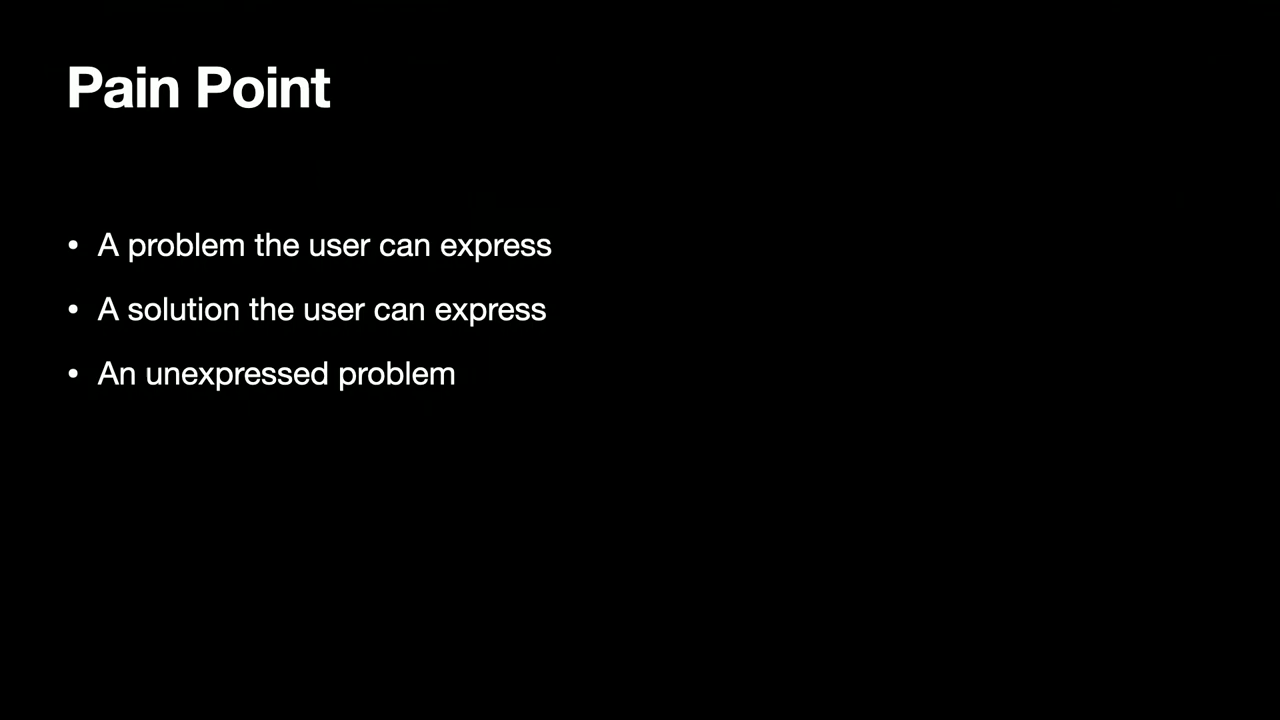 Pain Point
• A problem the user can express
• A solution the user can express
• An unexpressed problem